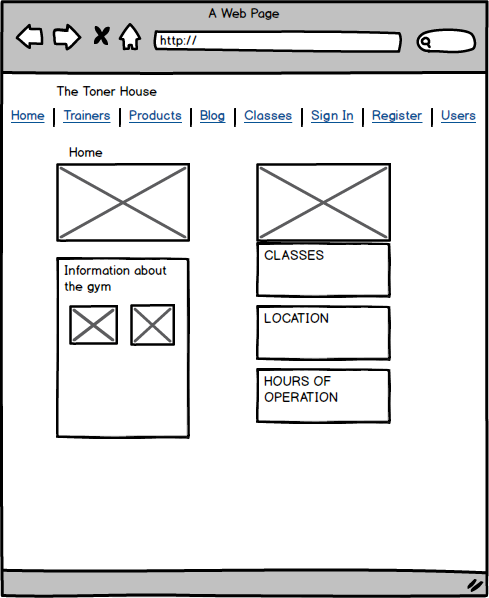 A Web Page
http://
The Toner House
Home | Trainers | Products | Blog | Classes | Sign In | Register | Users
Home
Information about
the gym
CLASSES
LOCATION
HOURS OF
OPERATION